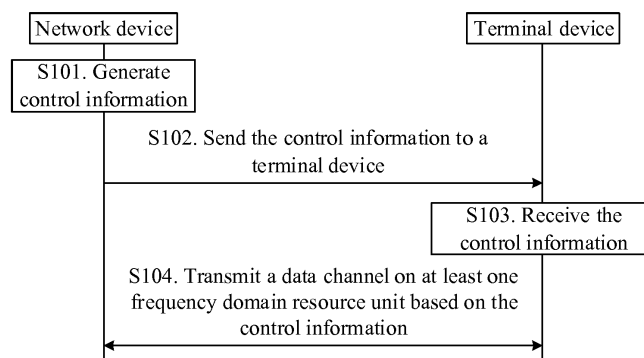 Network device
Terminal device
S101. Generate
control information
S102. Send the control information to a
terminal device
S103. Receive the
control information
S104. Transmit a data channel on at least one
frequency domain resource unit based on the
control information